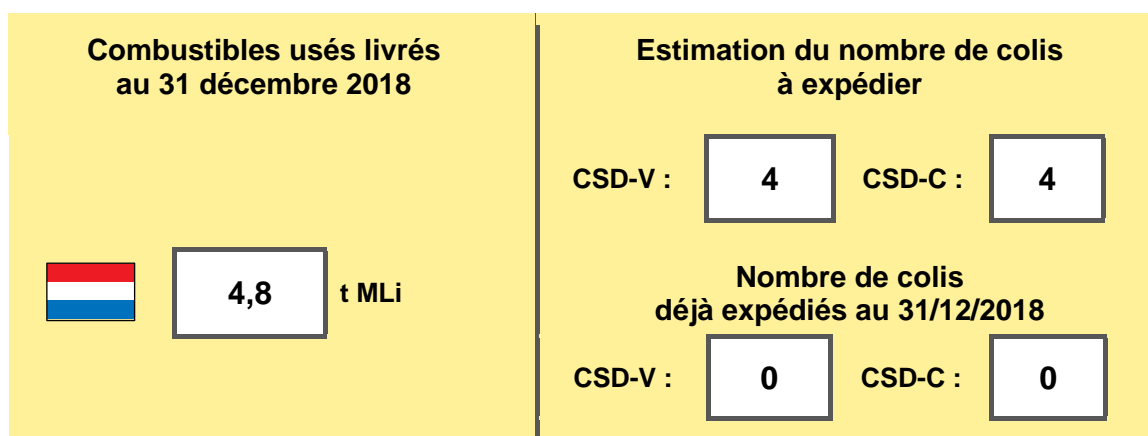 Combustibles usés livrés
au 31 décembre 2018
4,8 t MLi
Estimation du nombre de colis
à expédier
CSD-V : 4 CSD-C : 4
Nombre de colis
déjà expédiés au 31/12/2018
CSD-V : 0 CSD-C : 0